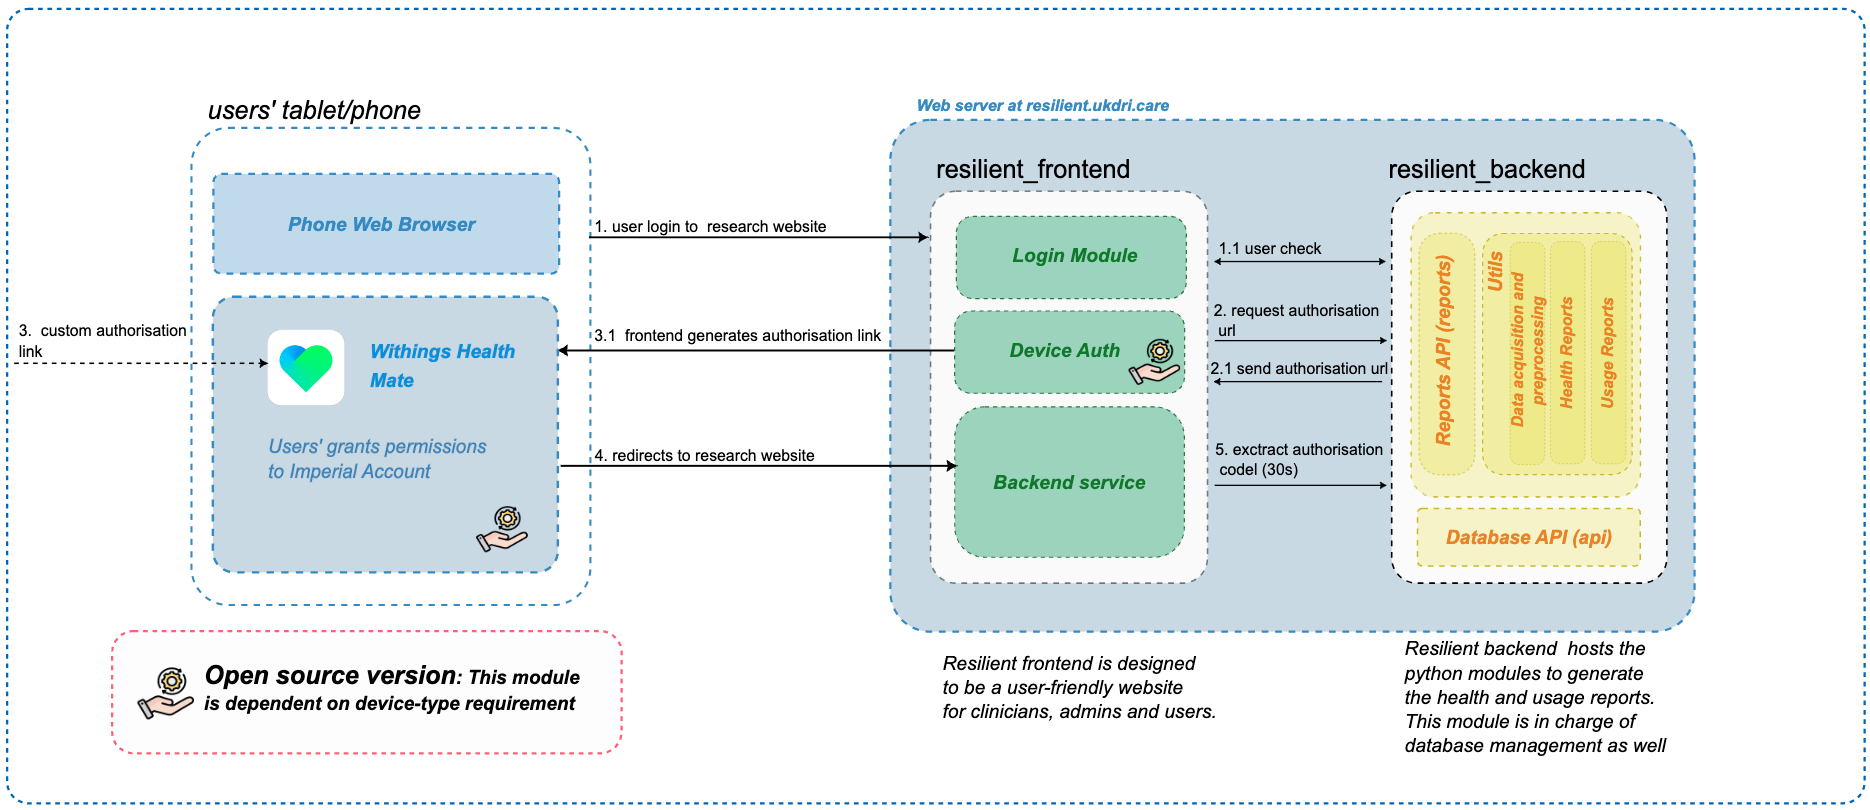 users' tablet/phone
Phone Web Browser
3.  custom authorisation
link
Withings Health
Mate
Users' grants permissions
to Imperial Account
1. user login to  research website
3.1  frontend generates authorisation link
4. redirects to research website
Web server at resilient.ukdri.care
resilient_frontend
Login Module
Device Auth
Backend service
1.1 user check
2. request authorisation
url
2.1 send authorisation url
5. exctract authorisation
codel (30s)
resilient_backend
Reports API (reports)
Utils
Data acquisition and
preprocessing
Health Reports
Usage Reports
Database API (api)
Open source version: This module
is dependent on device-type requirement
Resilient frontend is designed
to be a user-friendly website
for clinicians, admins and users.
Resilient backend  hosts the
python modules to generate
the health and usage reports.
This module is in charge of
database management as well